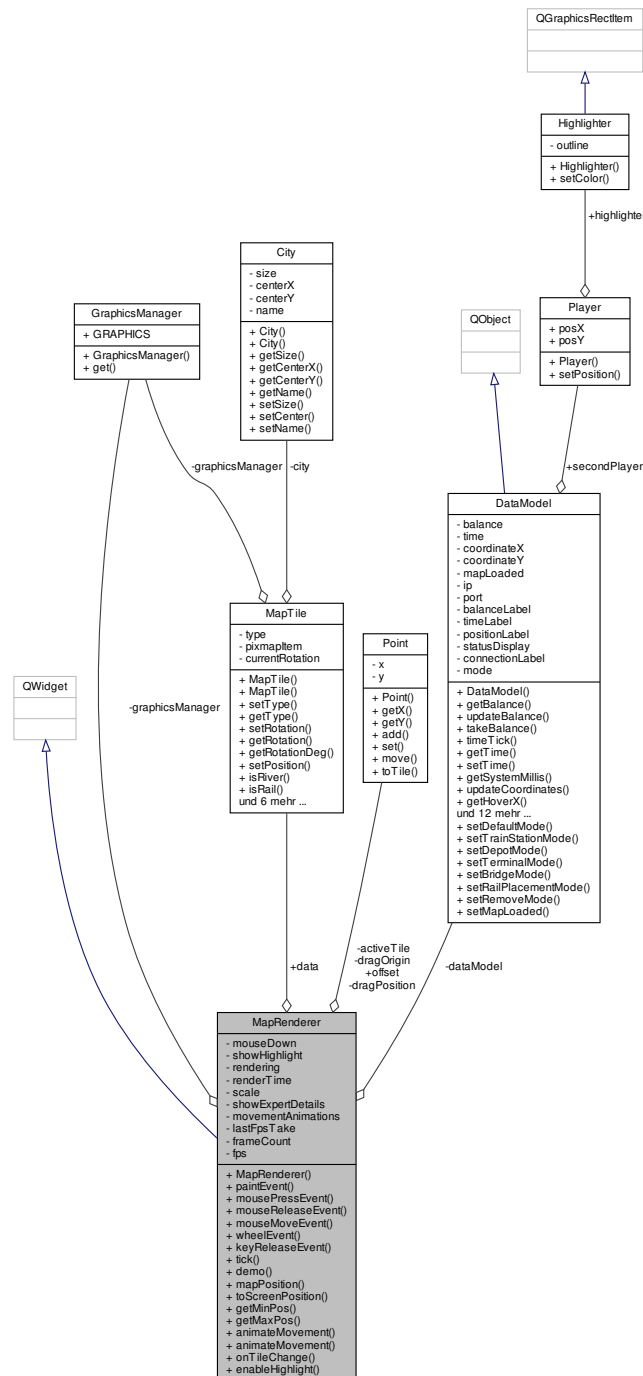 QGraphicsRectItem
Highlighter
- outline
+ Highlighter()
+ setColor()
+highlighter
City
- size
- centerX
- centerY
- name
+ City()
+ City()
+ getSize()
+ getCenterX()
+ getCenterY()
+ getName()
+ setSize()
+ setCenter()
+ setName()
GraphicsManager
+ GRAPHICS
+ GraphicsManager()
+ get()
QObject
Player
+ posX
+ posY
+ Player()
+ setPosition()
-graphicsManager
-city
+secondPlayer
DataModel
- balance
- time
- coordinateX
- coordinateY
- mapLoaded
- ip
- port
- balanceLabel
- timeLabel
- positionLabel
- statusDisplay
- connectionLabel
- mode
+ DataModel()
+ getBalance()
+ updateBalance()
+ takeBalance()
+ timeTick()
+ getTime()
+ setTime()
+ getSystemMillis()
+ updateCoordinates()
+ getHoverX()
und 12 mehr ...
+ setDefaultMode()
+ setTrainStationMode()
+ setDepotMode()
+ setTerminalMode()
+ setBridgeMode()
+ setRailPlacementMode()
+ setRemoveMode()
+ setMapLoaded()
MapTile
- type
- pixmapItem
- currentRotation
+ MapTile()
+ MapTile()
+ setType()
+ getType()
+ setRotation()
+ getRotation()
+ getRotationDeg()
+ setPosition()
+ isRiver()
+ isRail()
und 6 mehr ...
Point
- x
- y
+ Point()
+ getX()
+ getY()
+ add()
+ set()
+ move()
+ toTile()
QWidget
-graphicsManager
+data
-activeTile
-dragOrigin
+offset
-dragPosition
-dataModel
MapRenderer
- mouseDown
- showHighlight
- rendering
- renderTime
- scale
- showExpertDetails
- movementAnimations
- lastFpsTake
- frameCount
- fps
+ MapRenderer()
+ paintEvent()
+ mousePressEvent()
+ mouseReleaseEvent()
+ mouseMoveEvent()
+ wheelEvent()
+ keyReleaseEvent()
+ tick()
+ demo()
+ mapPosition()
+ toScreenPosition()
+ getMinPos()
+ getMaxPos()
+ animateMovement()
+ animateMovement()
+ onTileChange()
+ enableHighlight()